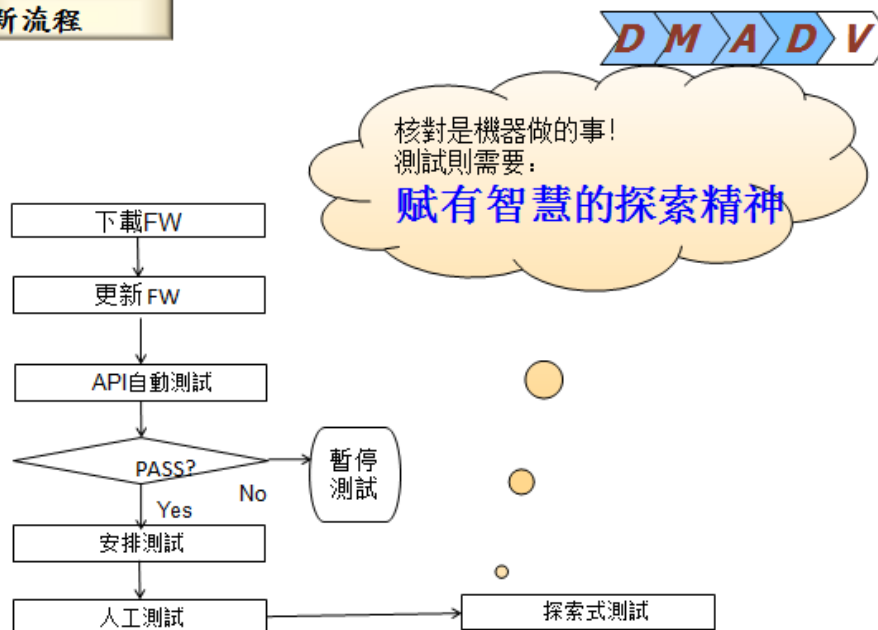 新流程
D M A D V
核對是機器做的事!
測試則需要:
赋有智慧的探索精神
下載FW
更新FW
API自動測試
PASS?
暫停
測試
No
Yes
安排測試
人工測試
探索式測試